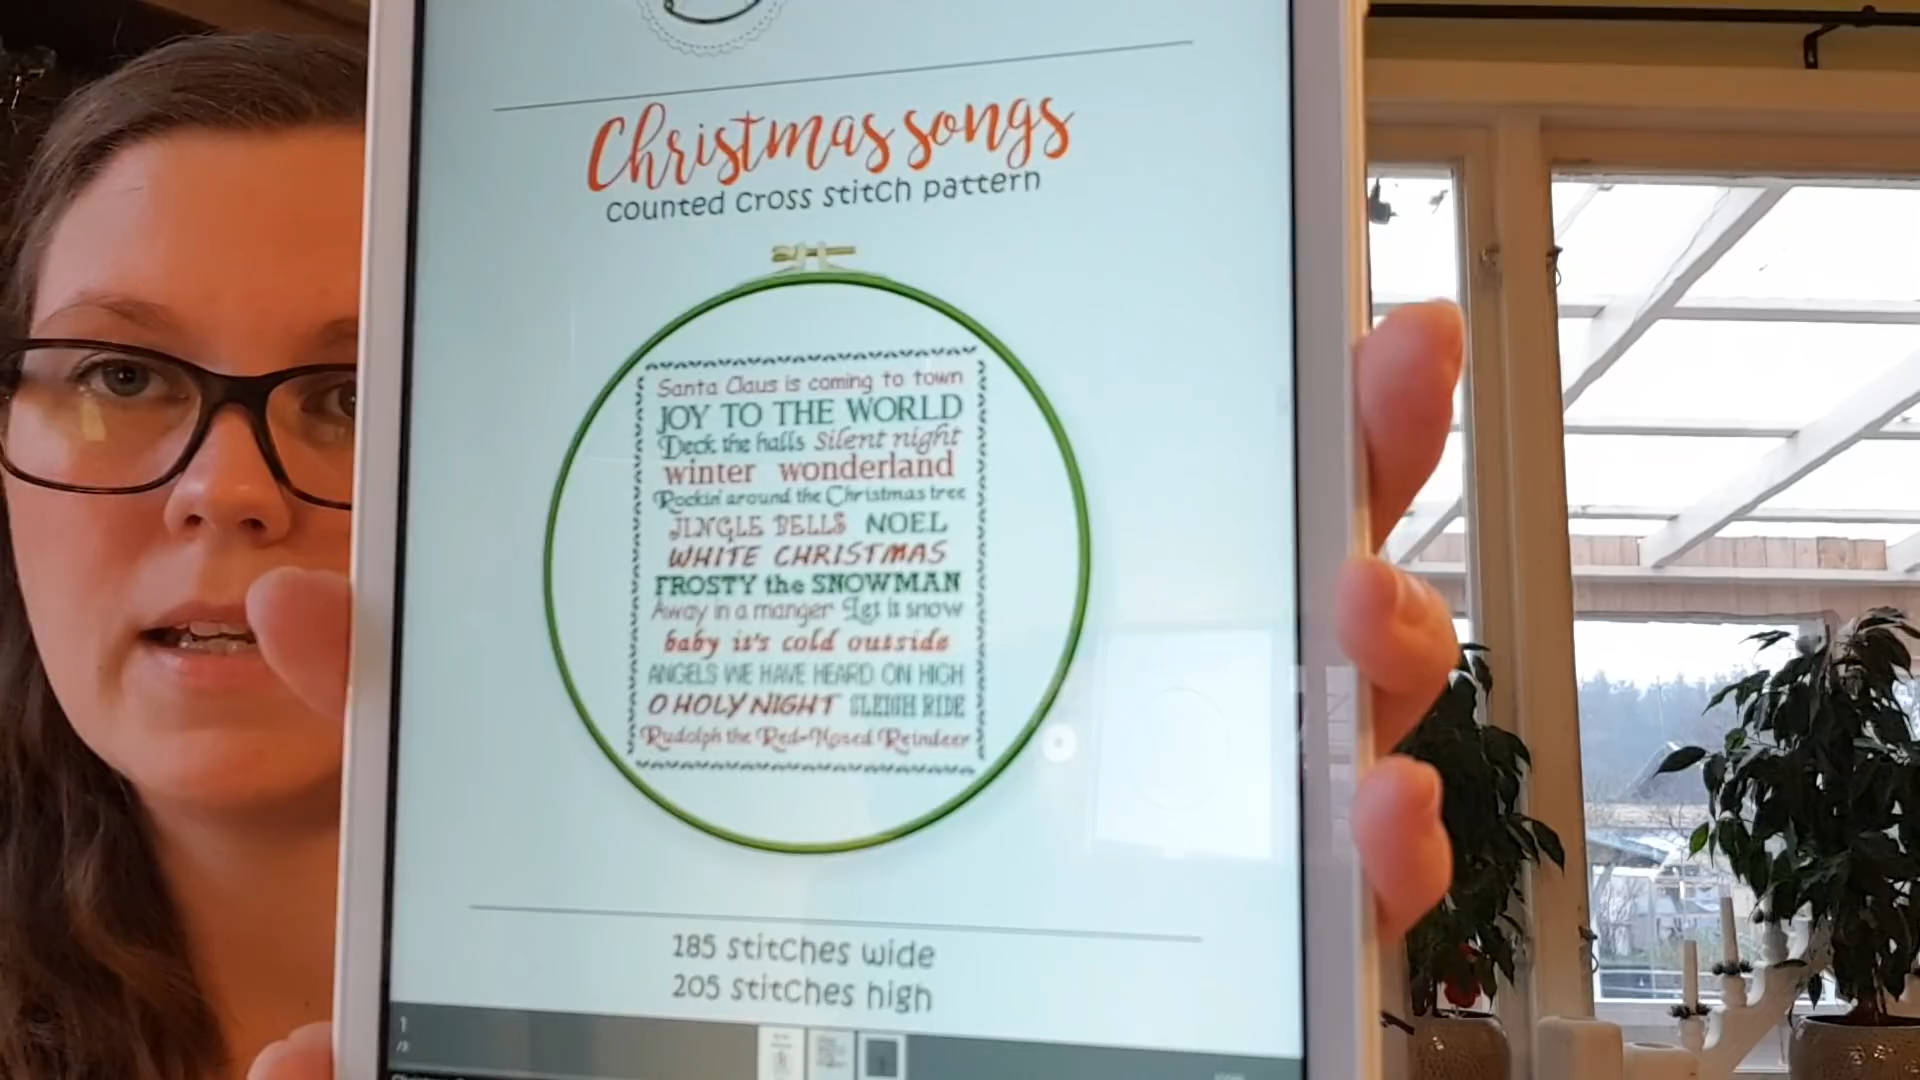 Christmas songs
counted cross stitch pattern
Santa Claus is coming to town
JOY TO THE WORLD
Deck the halls Silent night
winter wonderland
Rockin' around the Christmas tree
JINGLE BELLS NOEL
WHITE CHRISTMAS
FROSTY the SNOWMAN
Away in a manger Let it snow
baby it's cold outside
ANGELS WE HAVE HEARD ON HIGH
O HOLY NIGHT SLEIGH RIDE
Rudolph the Red-Nosed Reindeer
185 stitches wide
205 stitches high